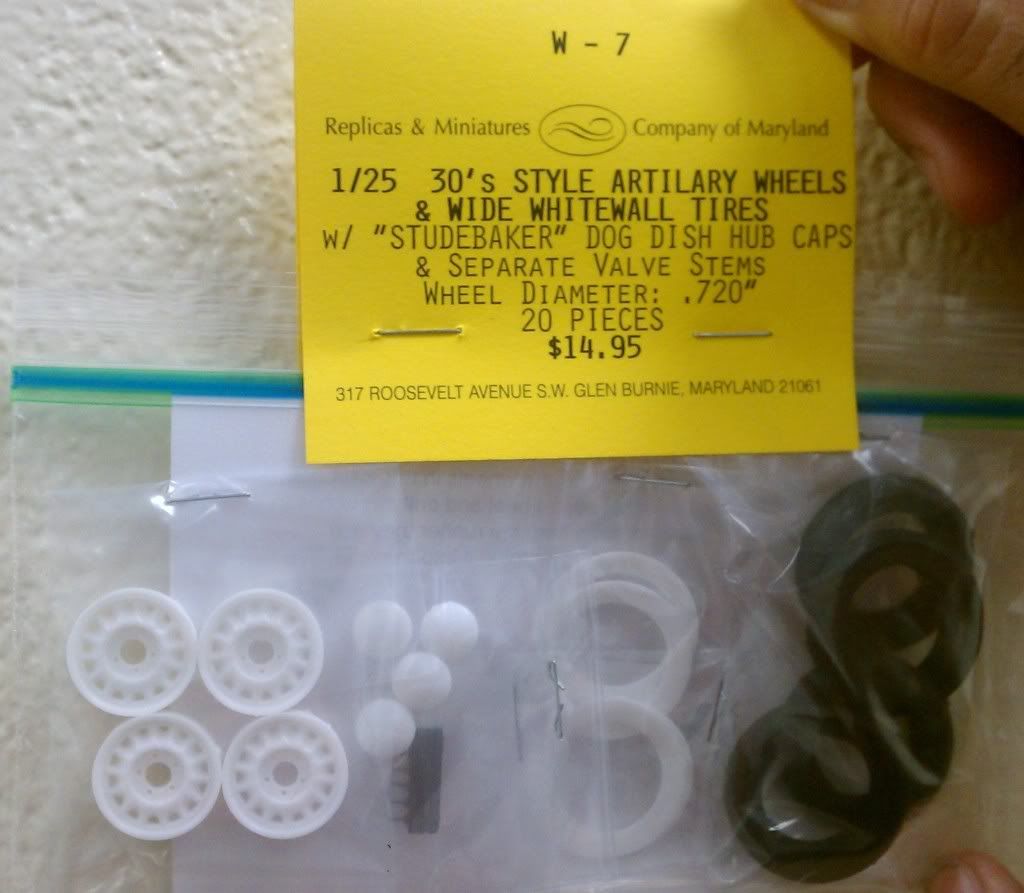 W - 7
Replicas & Miniatures Company of Maryland
1/25 30's STYLE ARTILARY WHEELS
& WIDE WHITEWALL TIRES
W/ "STUDEBAKER" DOG DISH HUB CAPS
& SEPARATE VALVE STEMS
WHEEL DIAMETER: .720"
20 PIECES
$14.95
317 ROOSEVELT AVENUE S.W. GLEN BURNIE, MARYLAND 21061